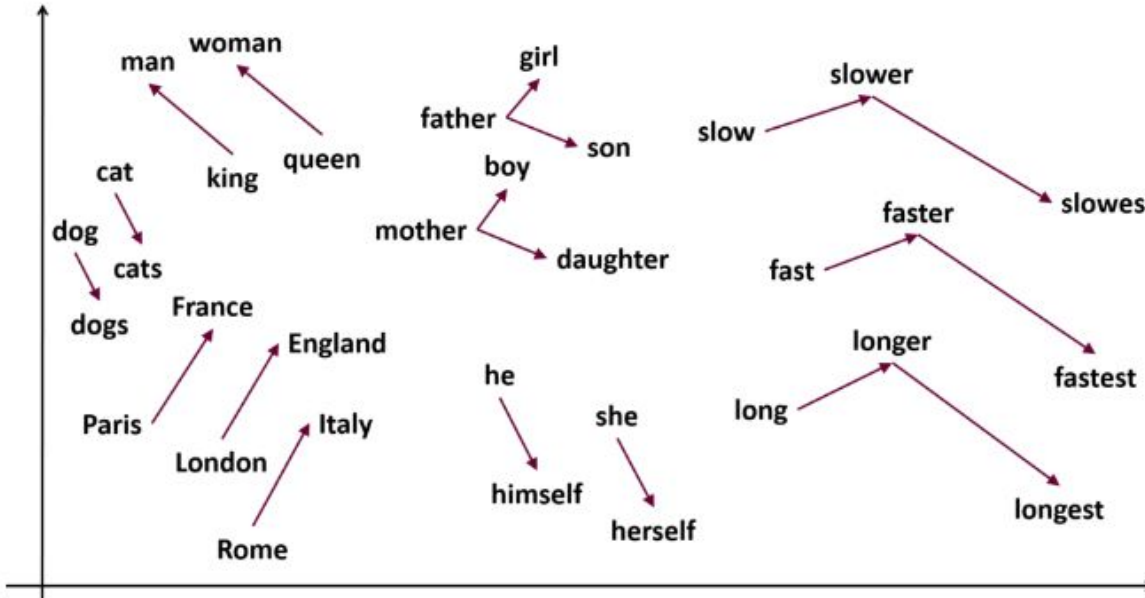 woman
man
girl
slower
father
slow
son
queen
boy
cat
king
slowes
faster
dog
mother
daughter
cats
fast
France
dogs
England
longer
he
fastest
Paris
Italy
she
long
London
himself
longest
herself
Rome